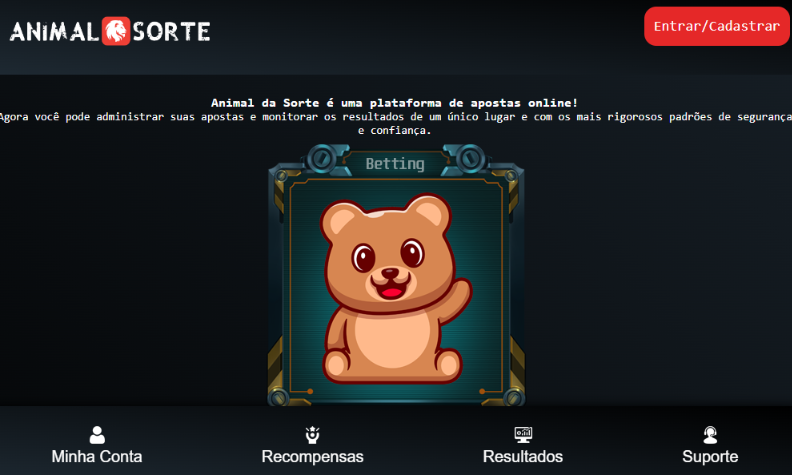 ANIMAL SORTE
Entrar/Cadastrar
Animal da Sorte é uma plataforma de apostas online!
Agora você pode administrar suas apostas e monitorar os resultados de um único lugar e com os mais rigorosos padrões de segurança
e confiança.
Betting
Minha Conta
Recompensas
Resultados
Suporte